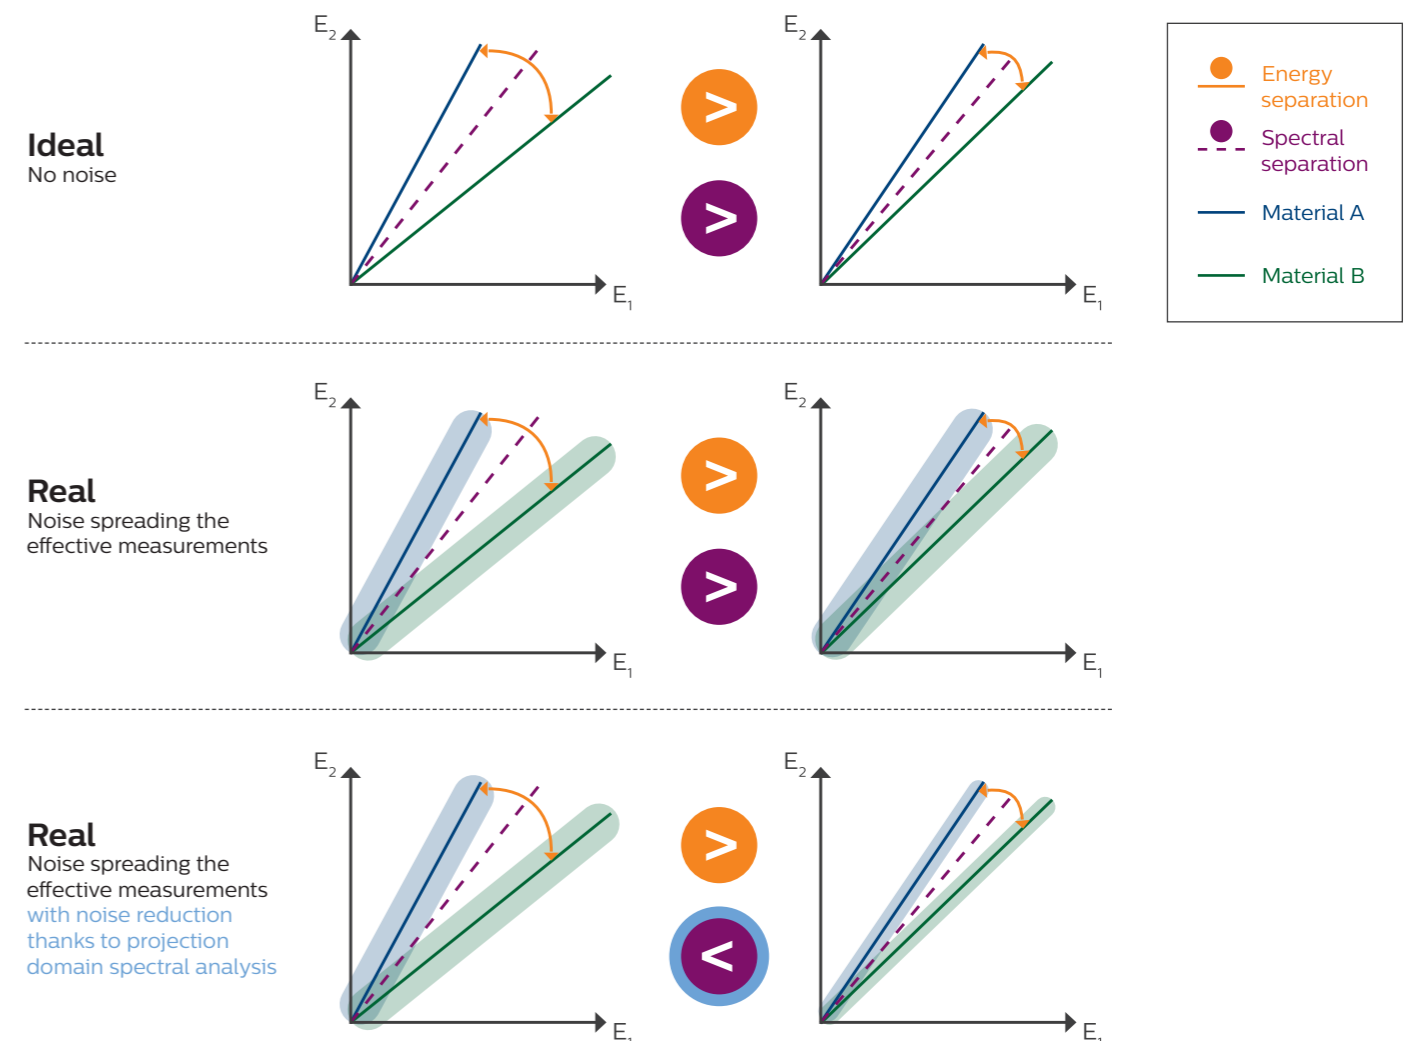 E2
E2
Ideal
No noise
>
>
E1
E1
Energy
separation
Spectral
separation
Material A
Material B
E2
E2
Real
Noise spreading the
effective measurements
>
>
E1
E1
E2
E2
Real
Noise spreading the
effective measurements
with noise reduction
thanks to projection
domain spectral analysis
>
<
E1
E1